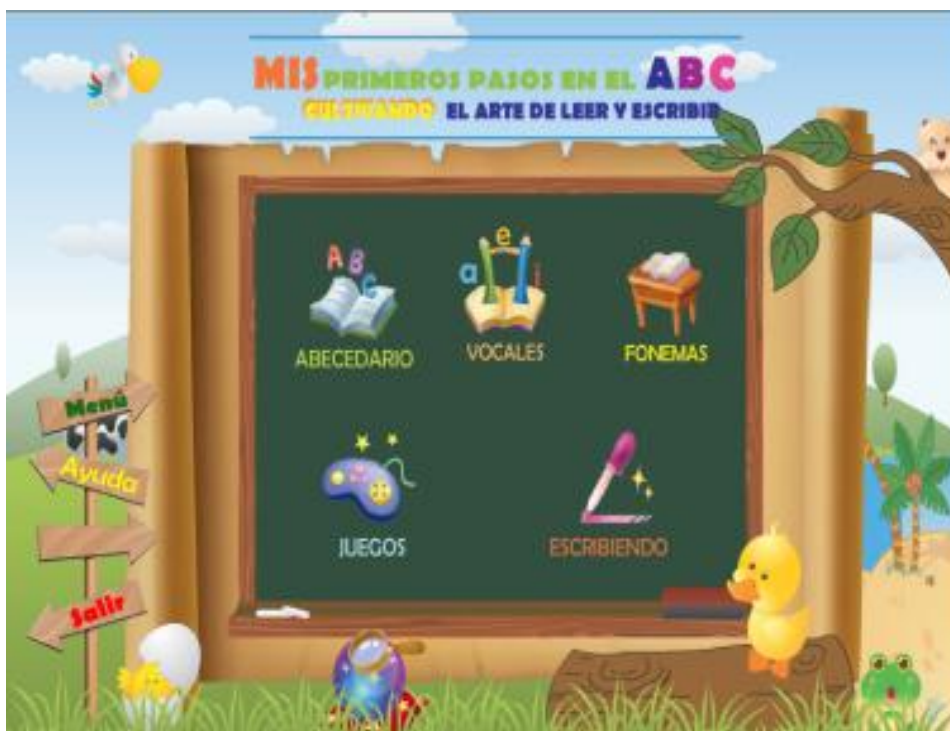 MIS PRIMEROS PASOS EN EL ABC
CULTIVANDO EL ARTE DE LEER Y ESCRIBIR
A B C
a e i
ABECEDARIO
VOCALES
FONEMAS
Menú
Ayuda
JUEGOS
ESCRIBIENDO
Salir